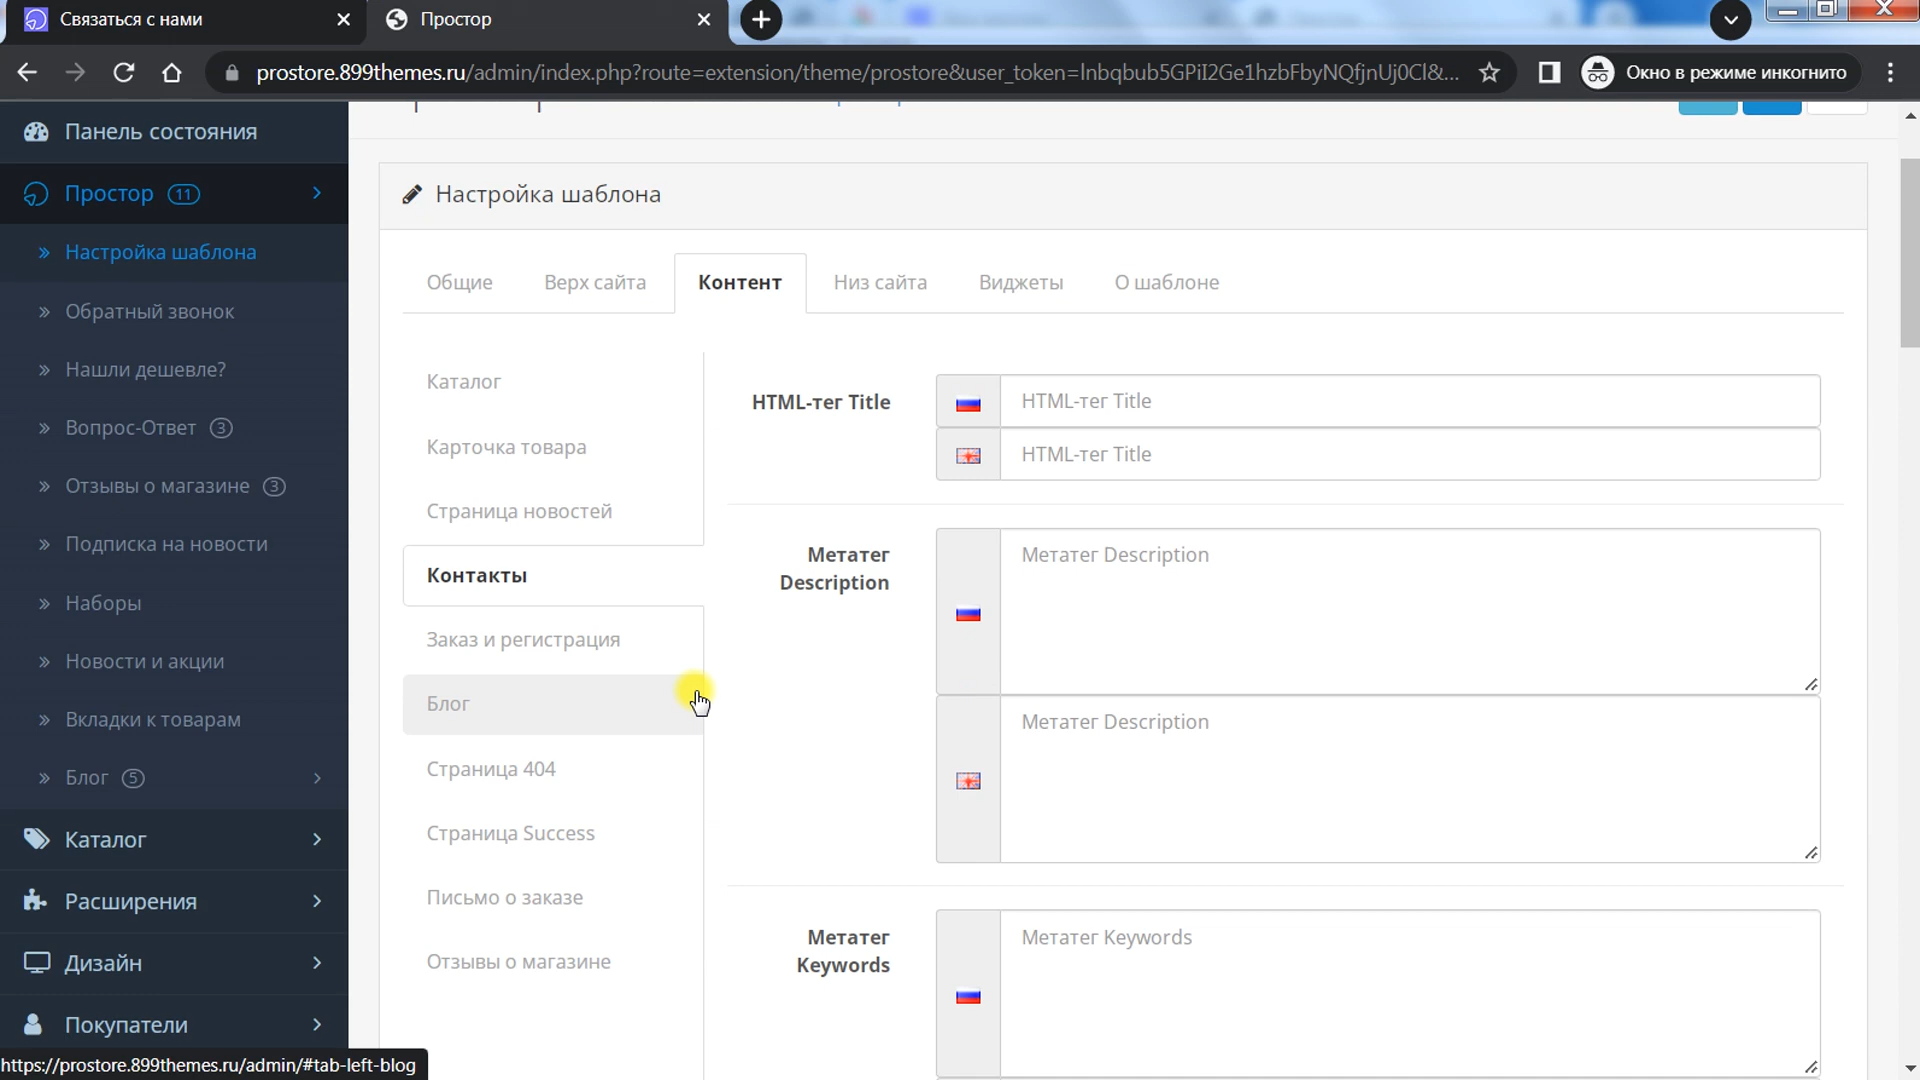 Связаться с нами
Простор
prostore.899themes.ru/admin/index.php?route=extension/theme/prostore&user_token=Inbqbub5GPiI2Ge1hzbFbyNQfjnUj0Cl&...
Окно в режиме инкогнито
Панель состояния
Простор 11
Настройка шаблона
Обратный звонок
Нашли дешевле?
Вопрос-Ответ 3
Отзывы о магазине 3
Подписка на новости
Наборы
Новости и акции
Вкладки к товарам
Блог 5
Каталог
Расширения
Дизайн
Покупатели
Настройка шаблона
Общие
Верх сайта
Контент
Низ сайта
Виджеты
О шаблоне
Каталог
Карточка товара
Страница новостей
Контакты
Заказ и регистрация
Блог
Страница 404
Страница Success
Письмо о заказе
Отзывы о магазине
HTML-тег Title
HTML-тег Title
HTML-тег Title
Метатег
Description
Метатег Description
Метатег Description
Метатег
Keywords
Метатег Keywords
https://prostore.899themes.ru/admin/#tab-left-blog